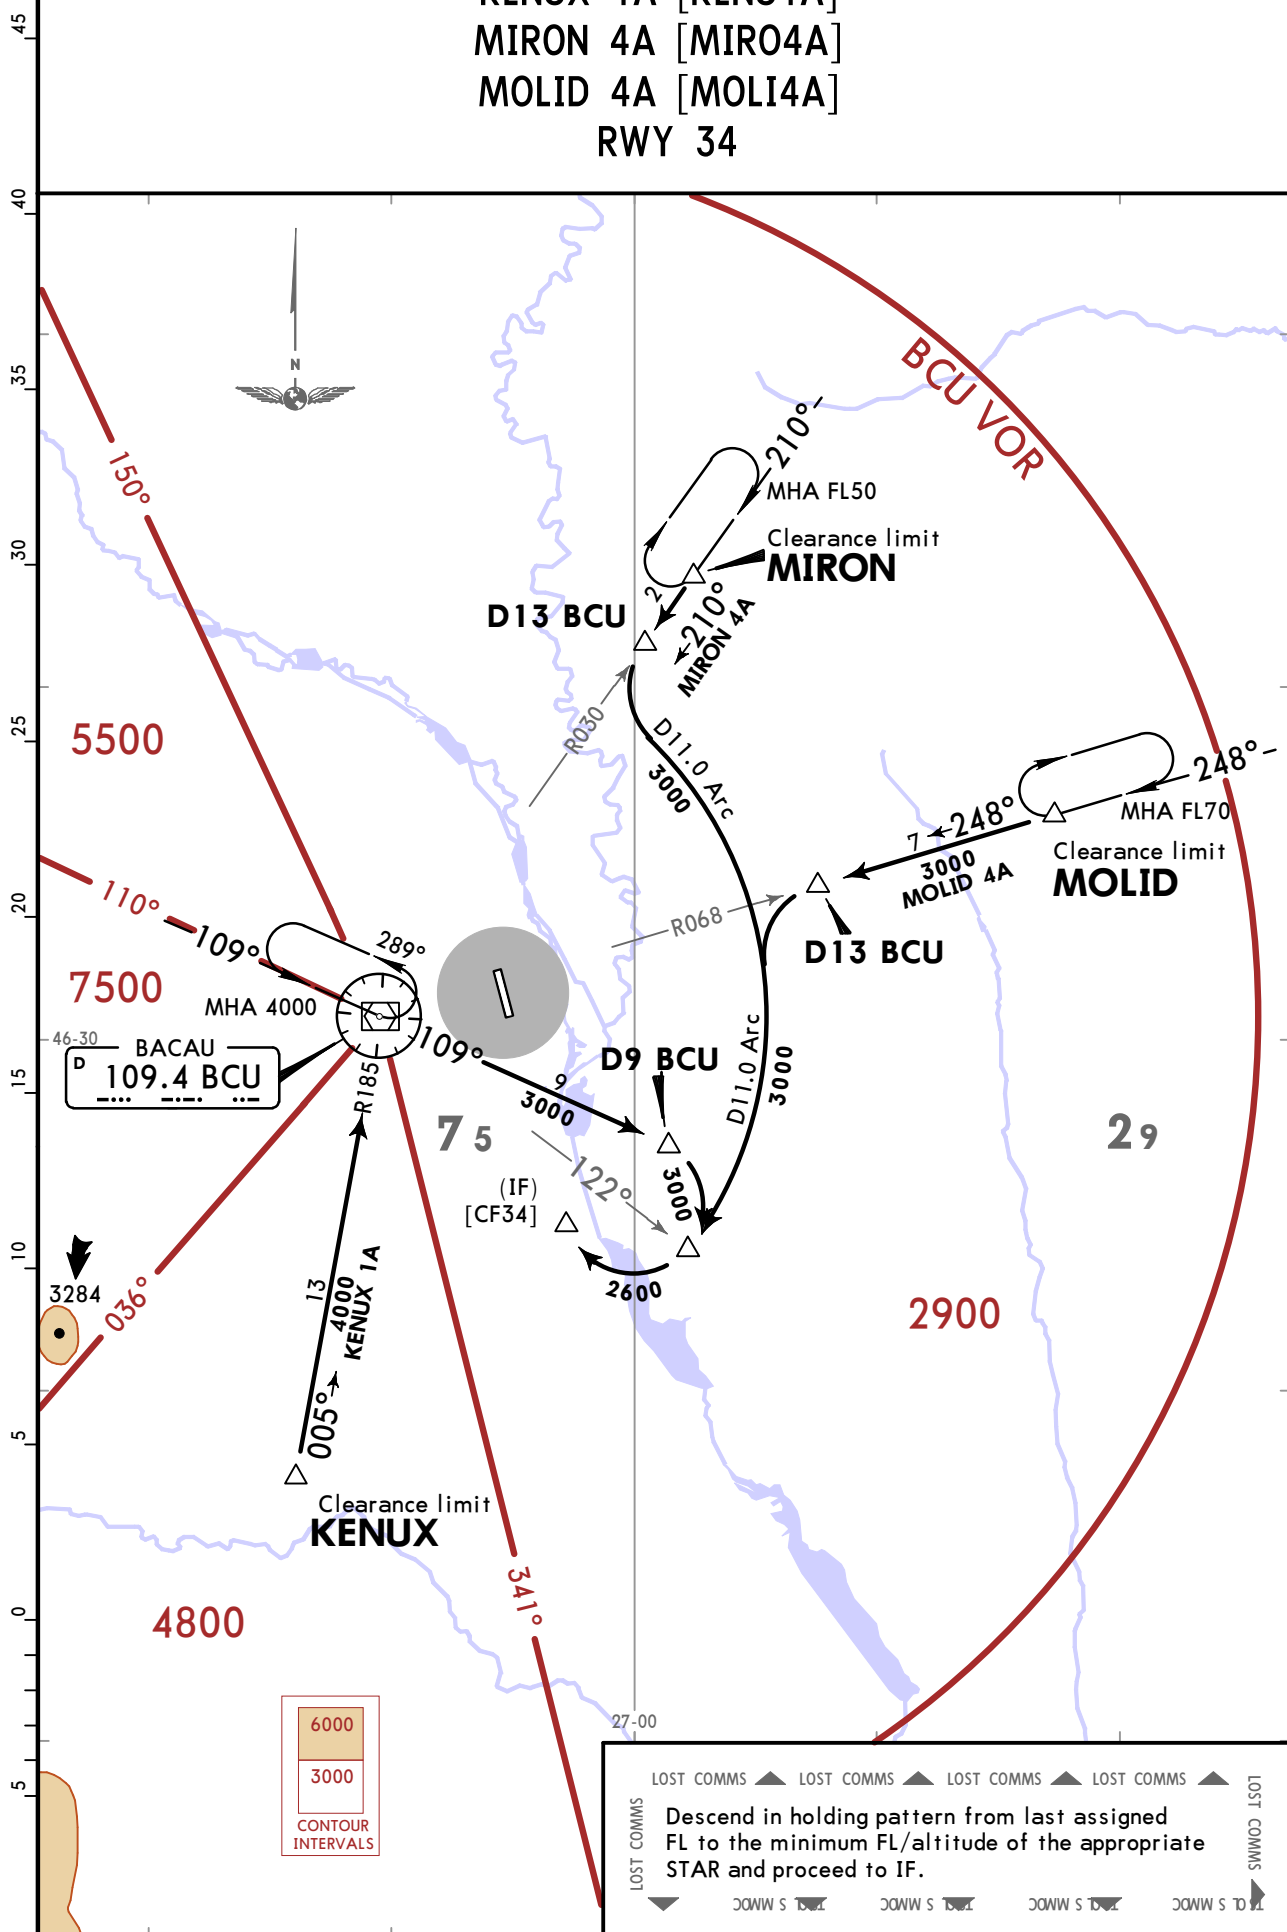 KENUX 4A [KENU4A]
MIRON 4A [MIRO4A]
MOLID 4A [MOLI4A]
RWY 34
45
40
35
30
25
20
15
10
5
0
5
N
BCU VOR
150°
210°
MHA FL50
Clearance limit
MIRON
2
210°
MIRON 4A
D13 BCU
R030
D11.0 Arc
3000
5500
248°
MHA FL70
7
248°
3000
MOLID 4A
Clearance limit
MOLID
R068
D13 BCU
110°
109°
289°
7500
MHA 4000
46-30
BACAU
D
109.4 BCU
109°
9
3000
D9 BCU
D11.0 Arc
3000
R185
75
29
122°
3000
(IF)
[CF34]
2600
3284
036°
13
4000
KENUX 1A
005°
2900
Clearance limit
KENUX
341°
4800
27-00
6000
3000
CONTOUR
INTERVALS
LOST COMMS LOST COMMS LOST COMMS LOST COMMS
LOST COMMS
LOST COMMS
Descend in holding pattern from last assigned
FL to the minimum FL/altitude of the appropriate
STAR and proceed to IF.